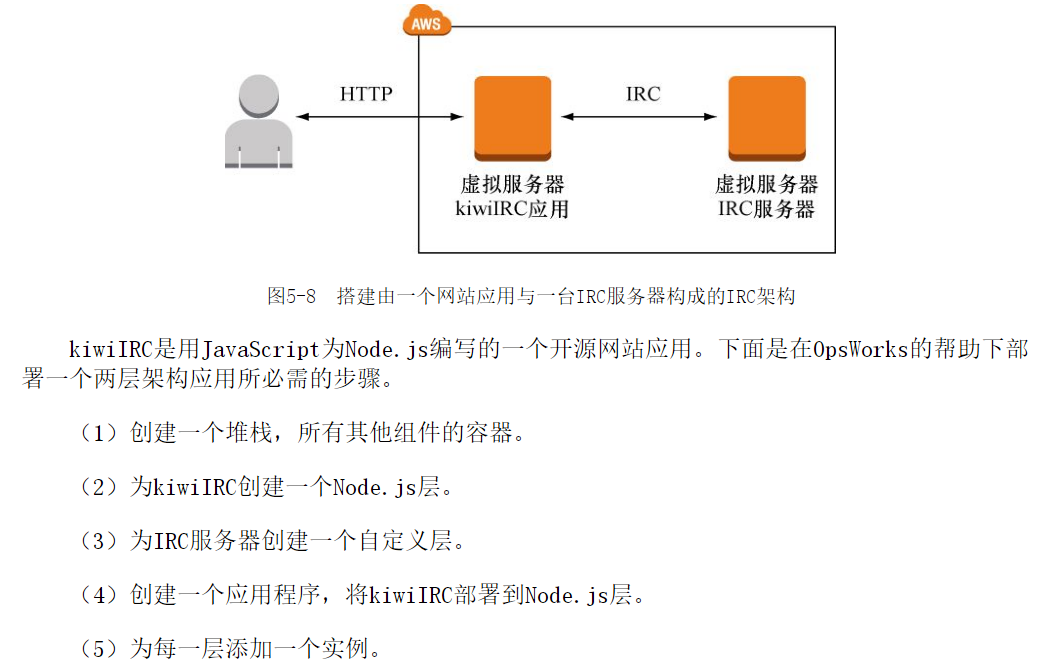 AWS
HTTP
IRC
虚拟服务器
kiwiIRC应用
虚拟服务器
IRC服务器
图5-8 搭建由一个网站应用与一台IRC服务器构成的IRC架构
kiwiIRC是用JavaScript为Node.js编写的一个开源网站应用。下面是在OpsWorks的帮助下部
署一个两层架构应用所必需的步骤。
（1）创建一个堆栈，所有其他组件的容器。
（2）为kiwiIRC创建一个Node.js层。
（3）为IRC服务器创建一个自定义层。
（4）创建一个应用程序，将kiwiIRC部署到Node.js层。
（5）为每一层添加一个实例。